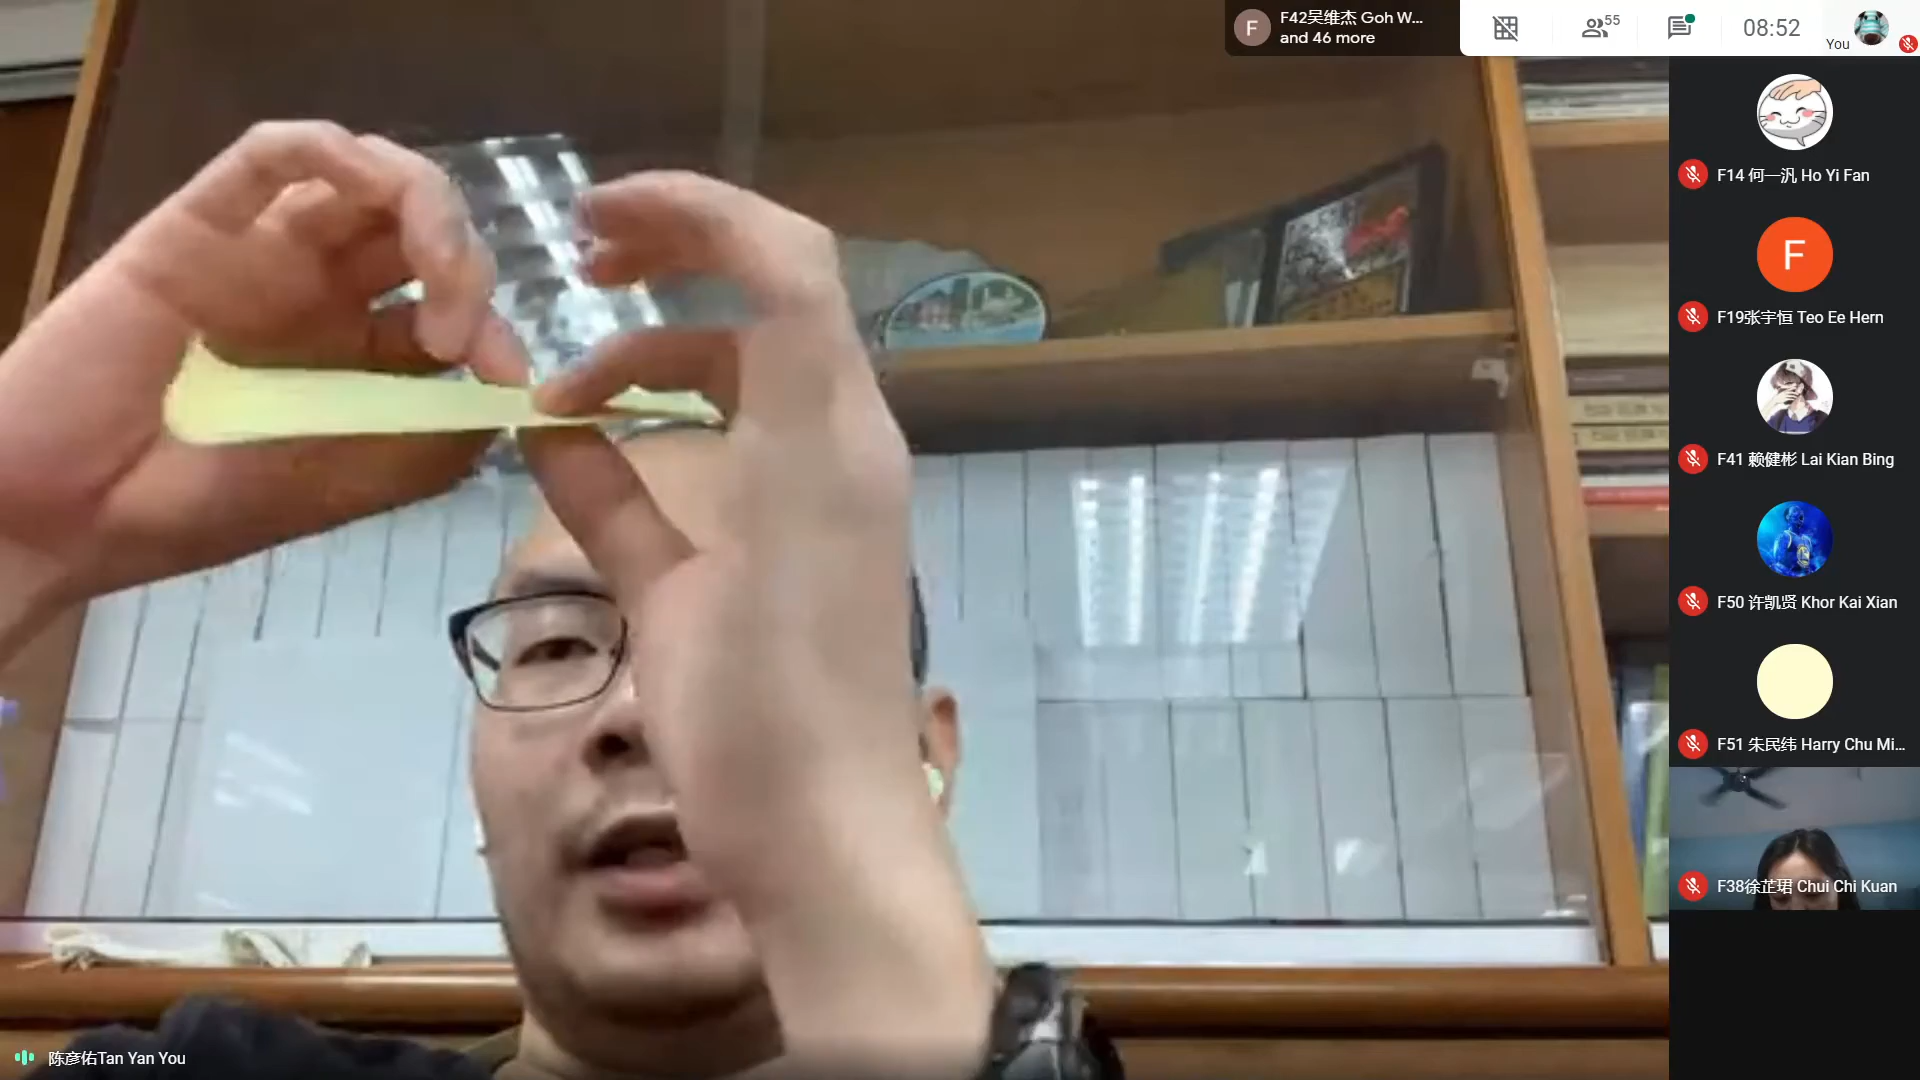 F
F42吴维杰 Goh W...
and 46 more
55
08:52
You
F14 何一汎 Ho Yi Fan
F
F19张宇恒 Teo Ee Hern
F41 赖健彬 Lai Kian Bing
F50 许凯贤 Khor Kai Xian
F51 朱民纬 Harry Chu Mi...
F38徐芷珺 Chui Chi Kuan
陈彦佑Tan Yan You